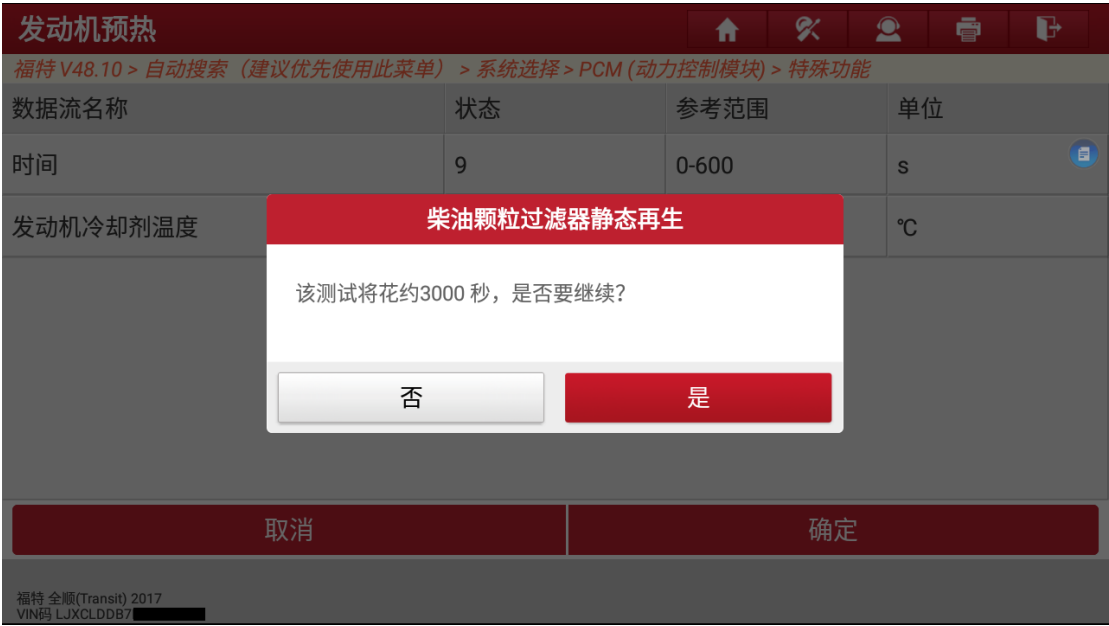 发动机预热
福特 V48.10 > 自动搜索（建议优先使用此菜单） > 系统选择 > PCM (动力控制模块) > 特殊功能
数据流名称 状态 参考范围 单位
时间 9 0-600 s
发动机冷却剂温度 ℃
柴油颗粒过滤器静态再生
该测试将花约3000 秒，是否要继续？
否 是
取消 确定
福特 全顺(Transit) 2017
VIN码 LJXCLDDB7